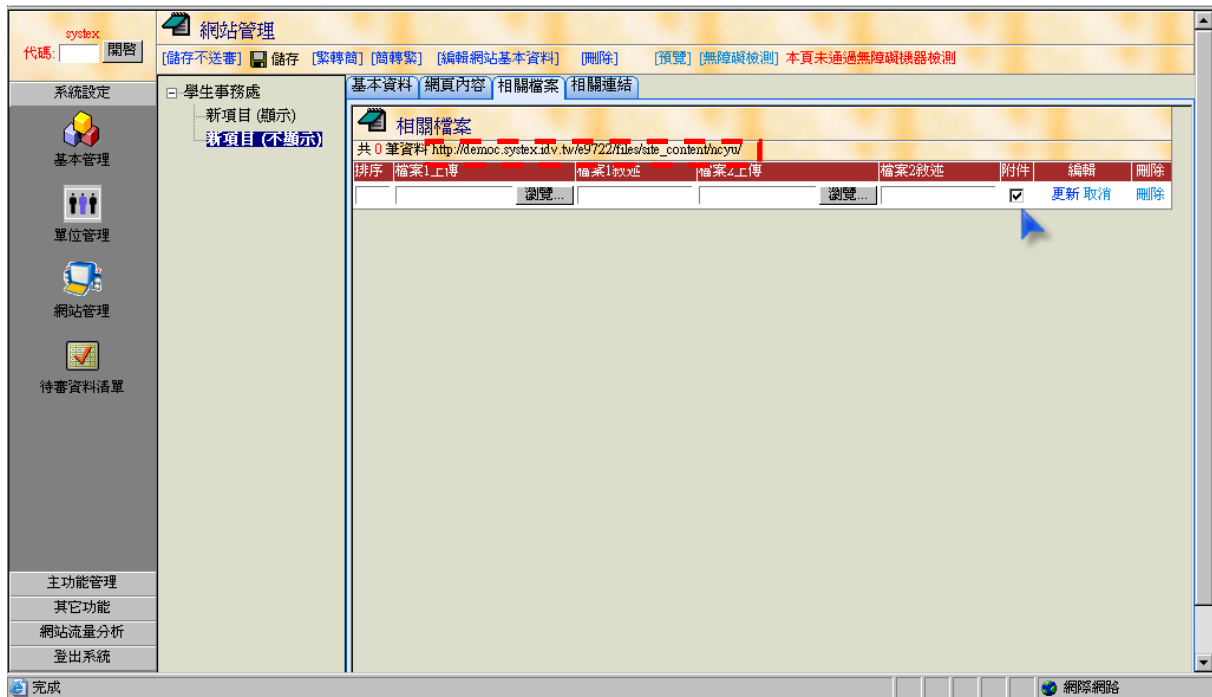 systex
代碼: 開啓
系統設定
基本管理
單位管理
網站管理
待審資料清單
主功能管理
其它功能
網站流量分析
登出系統
網站管理
[儲存不送審] 儲存 [繁轉簡] [簡轉繁] [編輯網站基本資料] [刪除] [預覽] [無障礙檢測] 本頁未通過無障礙機器檢測
學生事務處
新項目 (顯示)
新項目 (不顯示)
基本資料 網頁內容 相關檔案 相關連結
相關檔案
共 0 筆資料 http://democ.systex.idv.tw/e9722/files/site_content/ncyu/
排序 檔案1上傳 檔案1敘述 檔案2上傳 檔案2敘述 附件 編輯 刪除
瀏覽... 瀏覽... 更新 取消 刪除
完成 網際網路